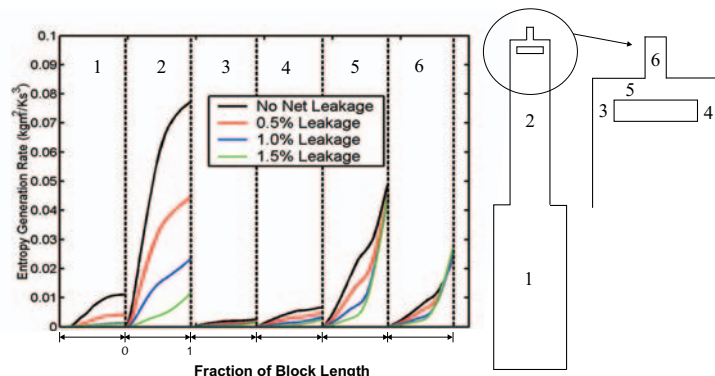 0.1
0.09
0.08
0.07
0.06
0.05
0.04
0.03
0.02
0.01
0
Entropy Generation Rate (kgm²/Ks³)
1 2 3 4 5 6
No Net Leakage
0.5% Leakage
1.0% Leakage
1.5% Leakage
0 1
Fraction of Block Length
2
1
6
5
3 4